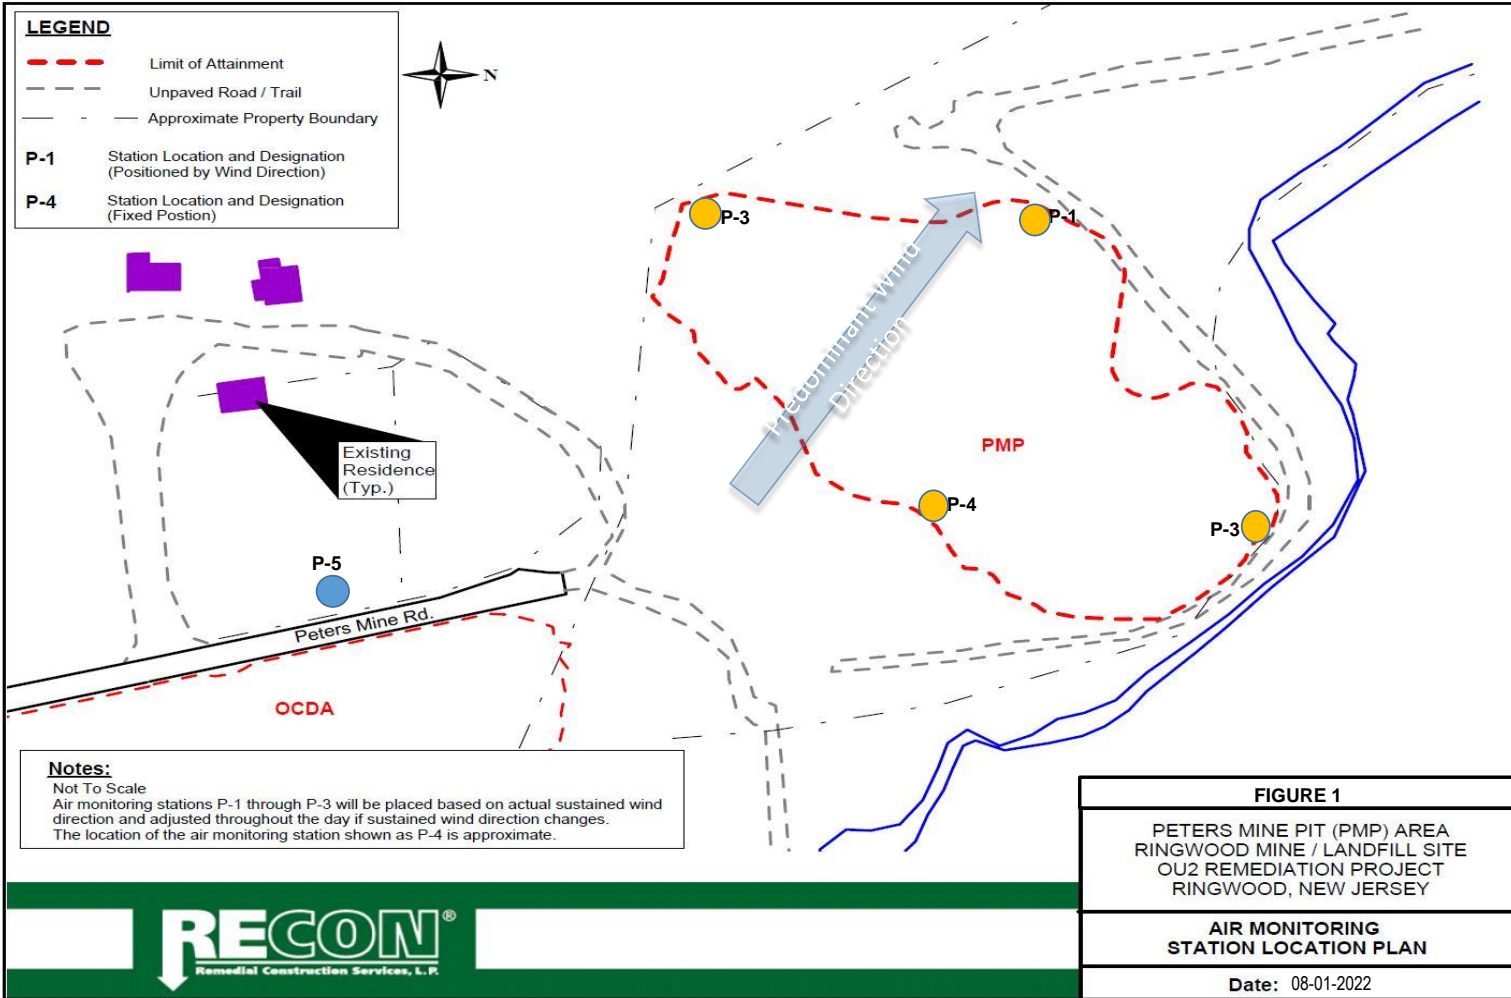 LEGEND
Limit of Attainment
Unpaved Road / Trail
Approximate Property Boundary
P-1 Station Location and Designation
(Positioned by Wind Direction)
P-4 Station Location and Designation
(Fixed Postion)
N
P-3
P-1
Predominant Wind
Direction
Existing
Residence
(Typ.)
PMP
P-4
P-3
P-5
Peters Mine Rd.
OCDA
Notes:
Not To Scale
Air monitoring stations P-1 through P-3 will be placed based on actual sustained wind
direction and adjusted throughout the day if sustained wind direction changes.
The location of the air monitoring station shown as P-4 is approximate.
RECON®
Remedial Construction Services, L.P.
FIGURE 1
PETERS MINE PIT (PMP) AREA
RINGWOOD MINE / LANDFILL SITE
OU2 REMEDIATION PROJECT
RINGWOOD, NEW JERSEY
AIR MONITORING
STATION LOCATION PLAN
Date: 08-01-2022